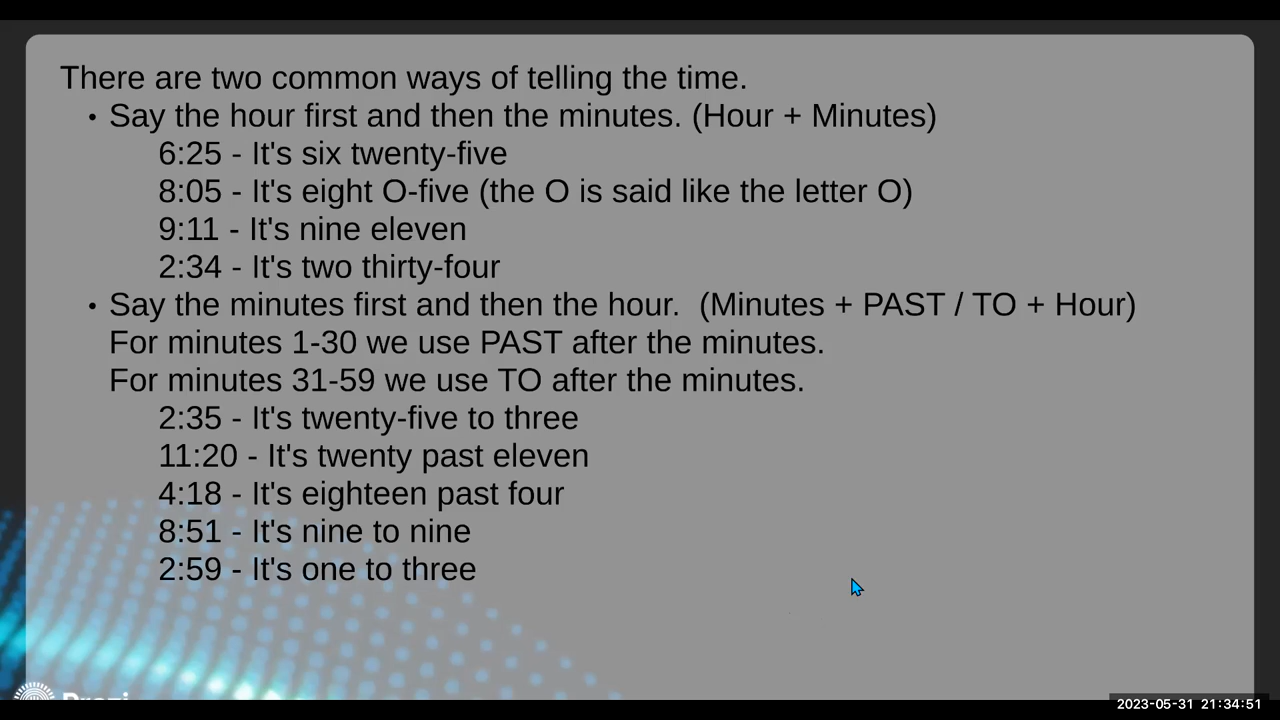 There are two common ways of telling the time.
• Say the hour first and then the minutes. (Hour + Minutes)
6:25 - It's six twenty-five
8:05 - It's eight O-five (the O is said like the letter O)
9:11 - It's nine eleven
2:34 - It's two thirty-four
• Say the minutes first and then the hour.  (Minutes + PAST / TO + Hour)
For minutes 1-30 we use PAST after the minutes.
For minutes 31-59 we use TO after the minutes.
2:35 - It's twenty-five to three
11:20 - It's twenty past eleven
4:18 - It's eighteen past four
8:51 - It's nine to nine
2:59 - It's one to three
2023-05-31 21:34:51